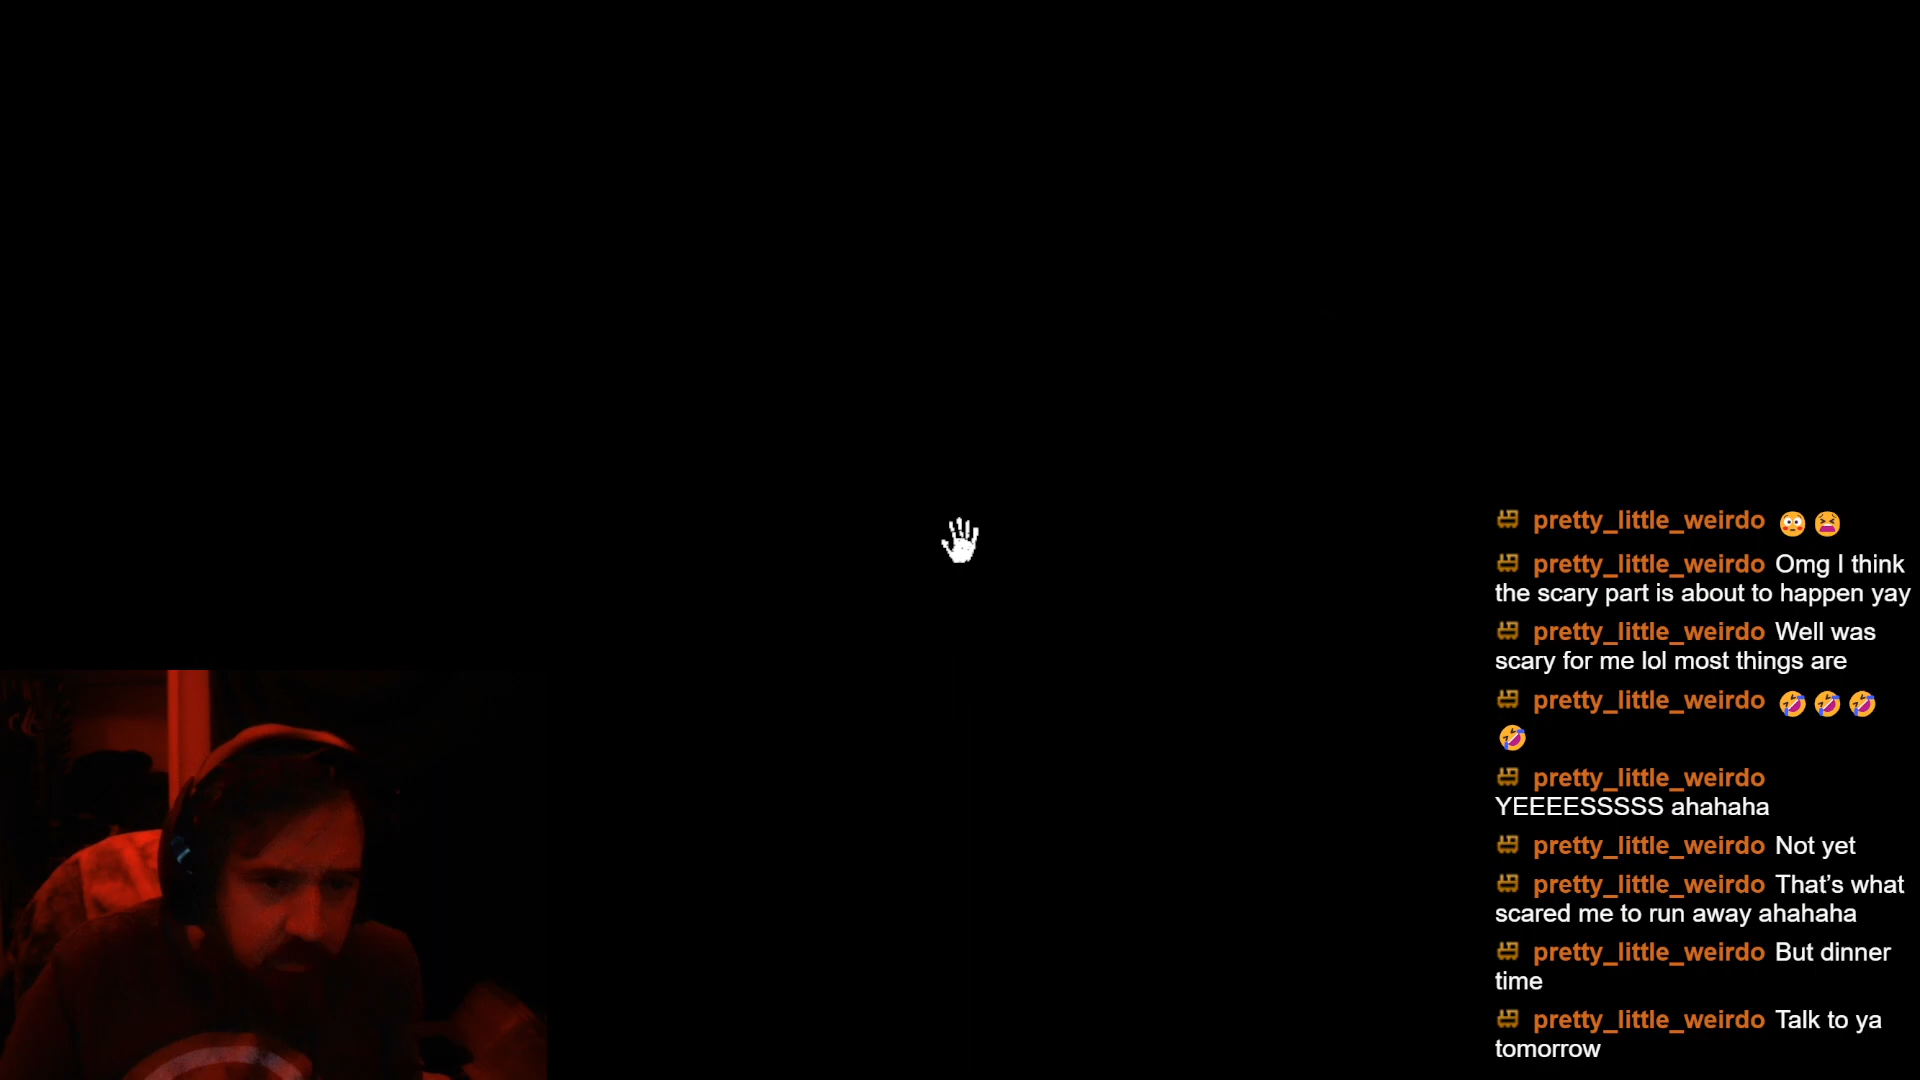 pretty_little_weirdo 😳 😫
pretty_little_weirdo Omg I think
the scary part is about to happen yay
pretty_little_weirdo Well was
scary for me lol most things are
pretty_little_weirdo 🤣 🤣 🤣
🤣
pretty_little_weirdo
YEEEESSSSS ahahaha
pretty_little_weirdo Not yet
pretty_little_weirdo That’s what
scared me to run away ahahaha
pretty_little_weirdo But dinner
time
pretty_little_weirdo Talk to ya
tomorrow